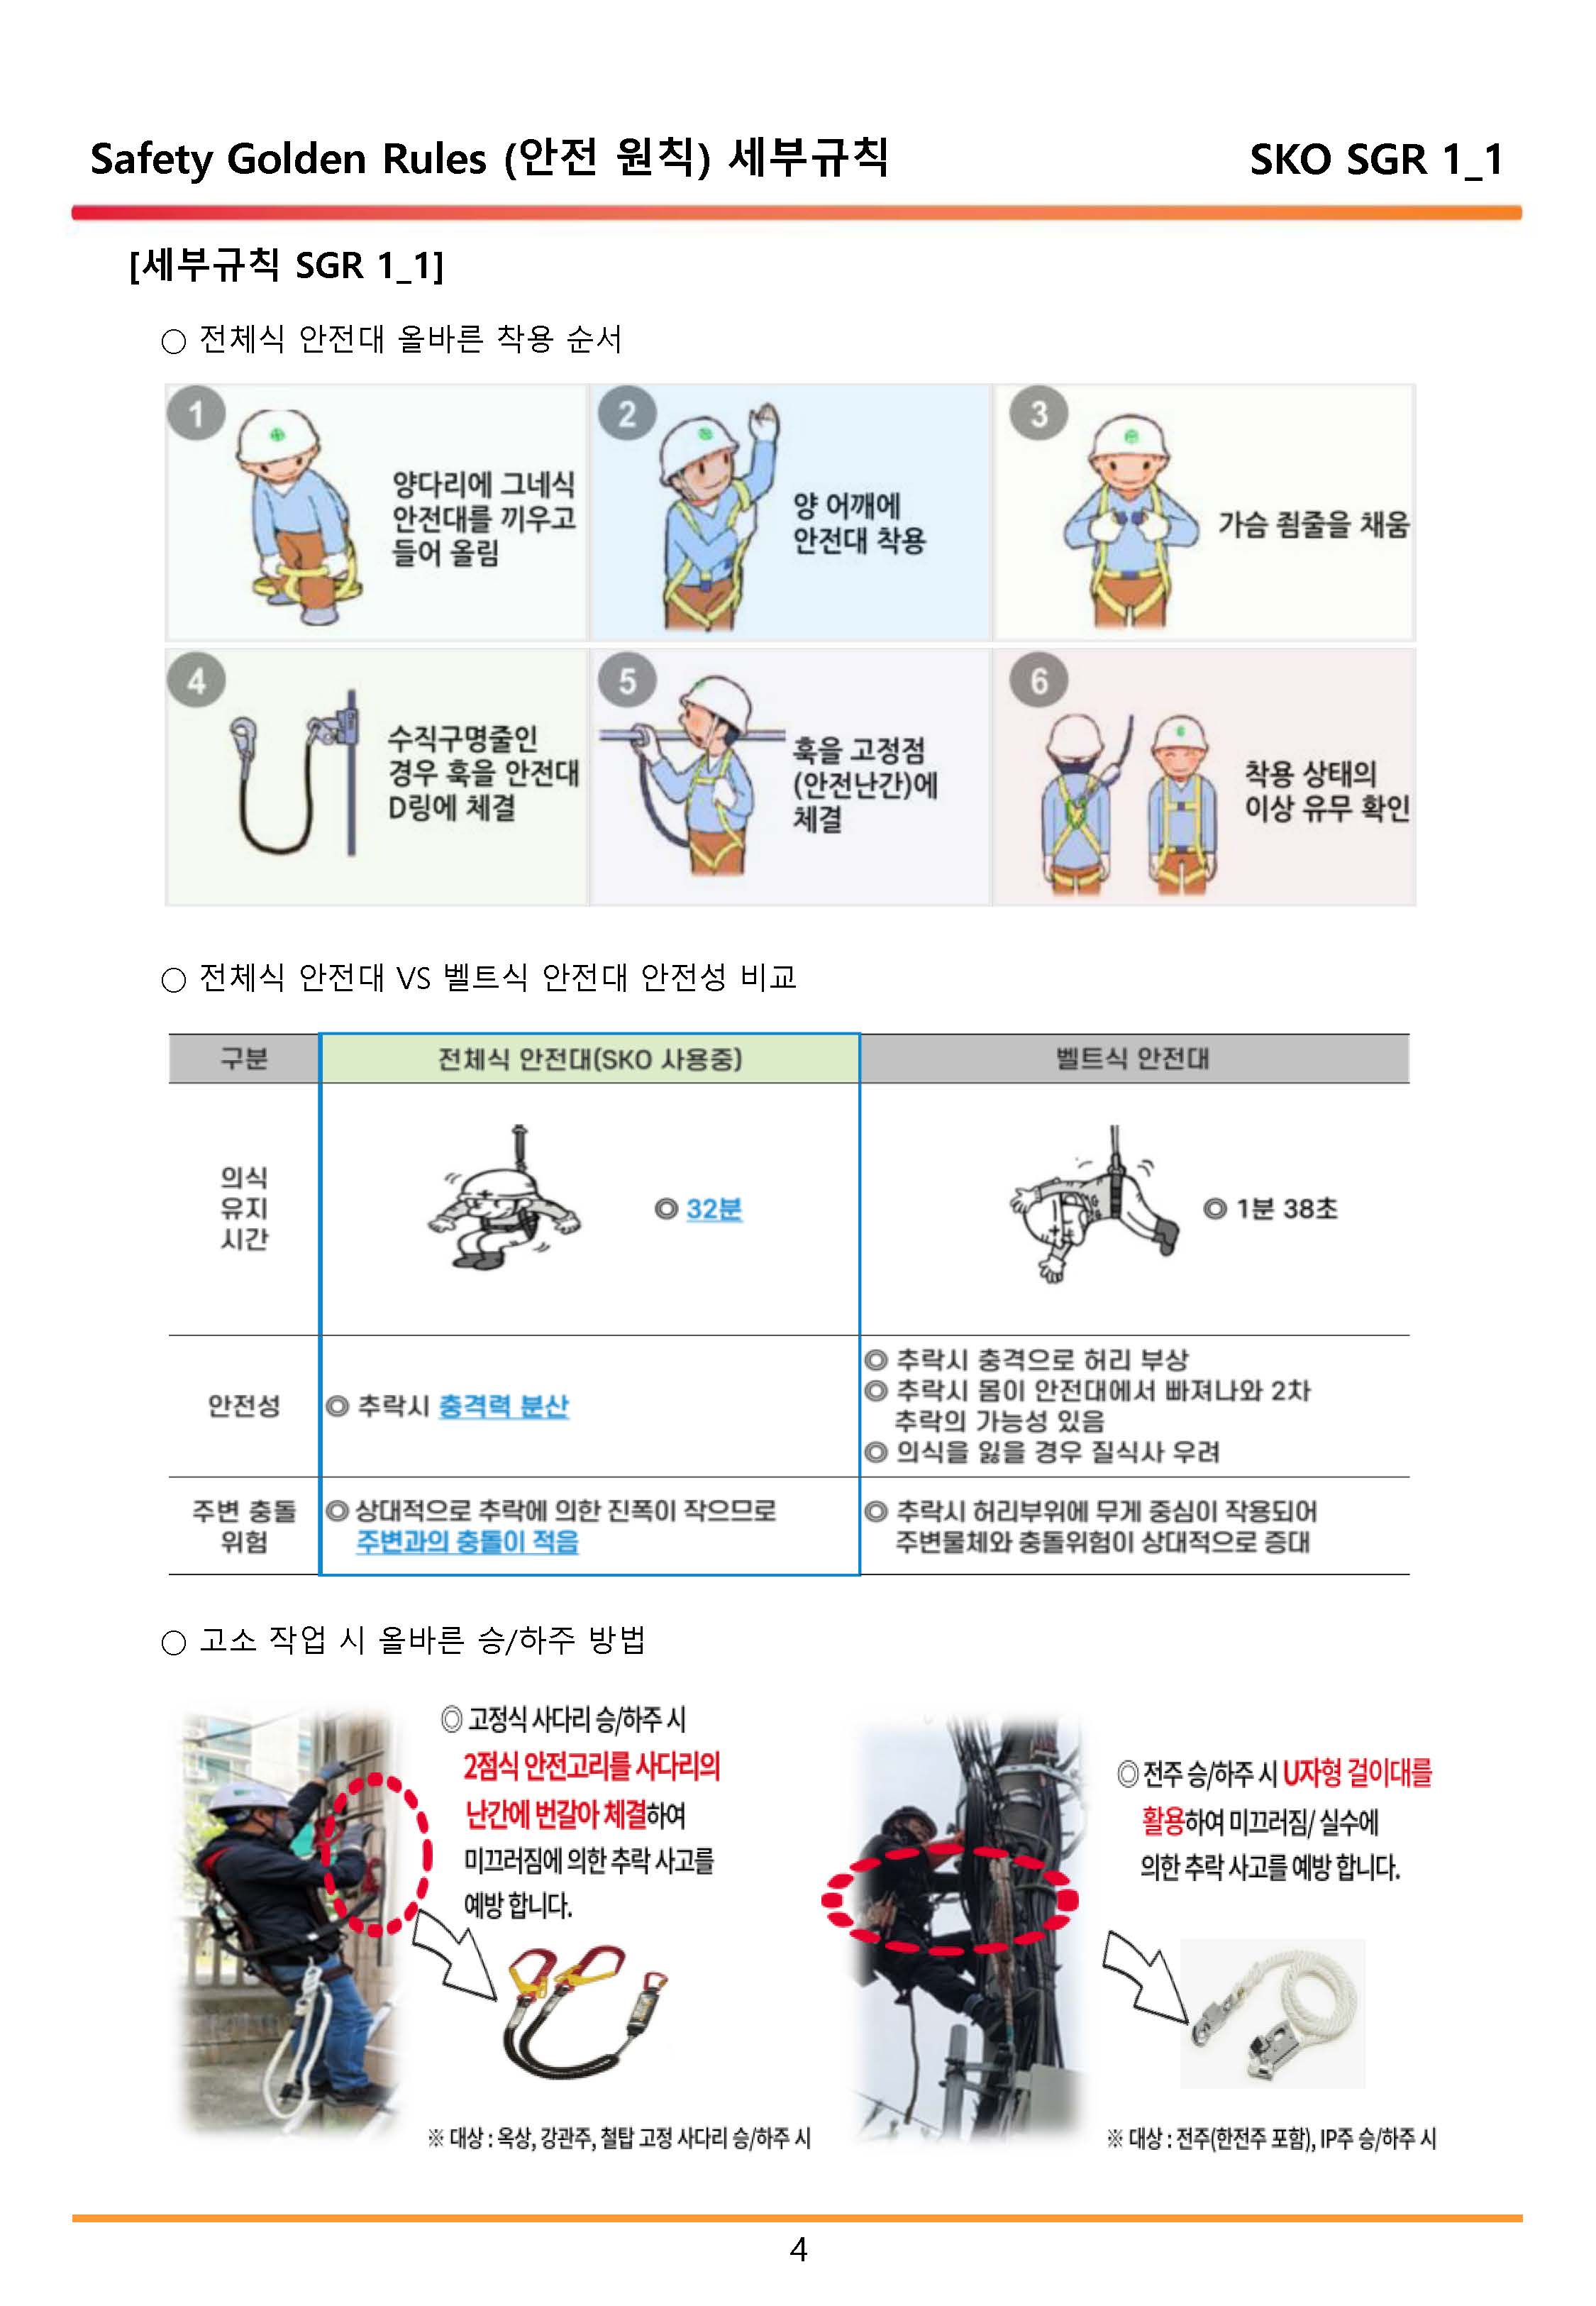 Safety Golden Rules (안전 원칙) 세부규칙
SKO SGR 1_1
[세부규칙 SGR 1_1]
○ 전체식 안전대 올바른 착용 순서
1
양다리에 그네식
안전대를 끼우고
들어 올림
2
양 어깨에
안전대 착용
3
가슴 죔줄을 채움
4
수직구명줄인
경우 훅을 안전대
D링에 체결
5
훅을 고정점
(안전난간)에
체결
6
착용 상태의
이상 유무 확인
○ 전체식 안전대 VS 벨트식 안전대 안전성 비교
구분
전체식 안전대(SKO 사용중)
벨트식 안전대
의식
유지
시간
◎ 32분
◎ 1분 38초
안전성
◎ 추락시 충격력 분산
◎ 추락시 충격으로 허리 부상
◎ 추락시 몸이 안전대에서 빠져나와 2차
추락의 가능성 있음
◎ 의식을 잃을 경우 질식사 우려
주변 충돌
위험
◎ 상대적으로 추락에 의한 진폭이 작으므로
주변과의 충돌이 적음
◎ 추락시 허리부위에 무게 중심이 작용되어
주변물체와 충돌위험이 상대적으로 증대
○ 고소 작업 시 올바른 승/하주 방법
◎ 고정식 사다리 승/하주 시
2점식 안전고리를 사다리의
난간에 번갈아 체결하여
미끄러짐에 의한 추락 사고를
예방 합니다.
※ 대상 : 옥상, 강관주, 철탑 고정 사다리 승/하주 시
◎ 전주 승/하주 시 U자형 걸이대를
활용하여 미끄러짐/ 실수에
의한 추락 사고를 예방 합니다.
※ 대상 : 전주(한전주 포함), IP주 승/하주 시
4